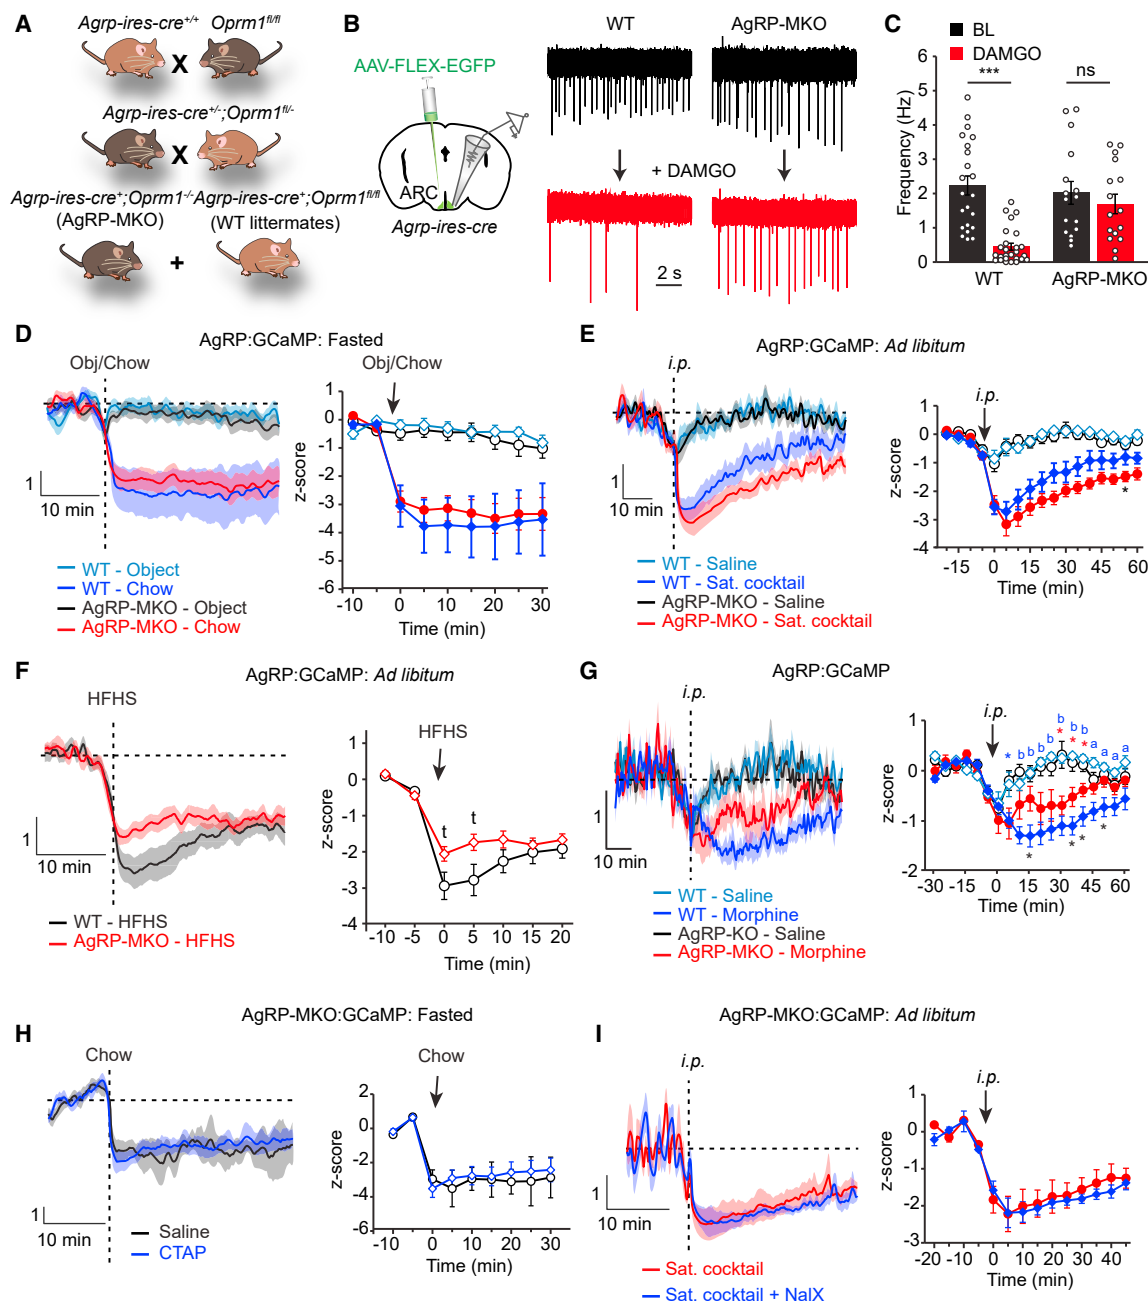 A
Agrp-ires-cre+/+ Oprm1fl/fl
X
Agrp-ires-cre+/-;Oprm1fl/-
X
Agrp-ires-cre+;Oprm1-/- Agrp-ires-cre+;Oprm1fl/fl
(AgRP-MKO) (WT littermates)
+
B
AAV-FLEX-EGFP
ARC
Agrp-ires-cre
WT AgRP-MKO
+ DAMGO
2 s
C
BL
DAMGO
*** ns
Frequency (Hz)
6
5
4
3
2
1
0
WT AgRP-MKO
D
AgRP:GCaMP: Fasted
Obj/Chow
1
10 min
WT - Object
WT - Chow
AgRP-MKO - Object
AgRP-MKO - Chow
Obj/Chow
z-score
1
0
-1
-2
-3
-4
-5
-6
-10 0 10 20 30
Time (min)
E
AgRP:GCaMP: Ad libitum
i.p.
1
10 min
WT - Saline
WT - Sat. cocktail
AgRP-MKO - Saline
AgRP-MKO - Sat. cocktail
i.p.
z-score
1
0
-1
-2
-3
-4
*
-15 0 15 30 45 60
Time (min)
F
AgRP:GCaMP: Ad libitum
HFHS
1
10 min
WT - HFHS
AgRP-MKO - HFHS
HFHS
z-score
1
0
-1
-2
-3
-4
t t
-10 -5 0 5 10 15 20
Time (min)
G
AgRP:GCaMP
i.p.
1
10 min
WT - Saline
WT - Morphine
AgRP-KO - Saline
AgRP-MKO - Morphine
i.p.
z-score
1
0
-1
-2
b
* b b b b * b b
* * a a a a
* * * *
-30 -15 0 15 30 45 60
Time (min)
H
AgRP-MKO:GCaMP: Fasted
Chow
1
10 min
Saline
CTAP
Chow
z-score
2
0
-2
-4
-6
-10 0 10 20 30
Time (min)
I
AgRP-MKO:GCaMP: Ad libitum
i.p.
1
10 min
Sat. cocktail
Sat. cocktail + NalX
i.p.
z-score
1
0
-1
-2
-3
-20 -10 0 10 20 30 40
Time (min)